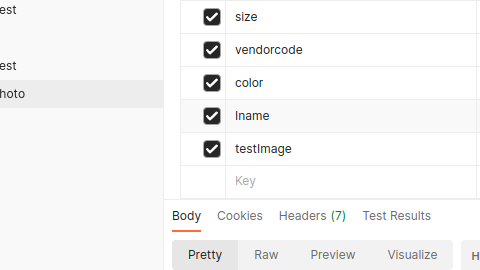 est
size
vendorcode
est
color
hoto
lname
testImage
Key
Body Cookies Headers (7) Test Results
Pretty Raw Preview Visualize H